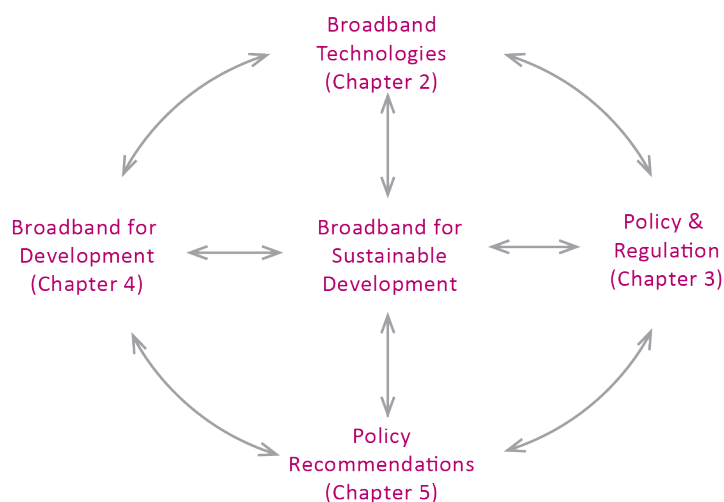 Broadband
Technologies
(Chapter 2)
Broadband for
Development
(Chapter 4)
Broadband for
Sustainable
Development
Policy &
Regulation
(Chapter 3)
Policy
Recommendations
(Chapter 5)